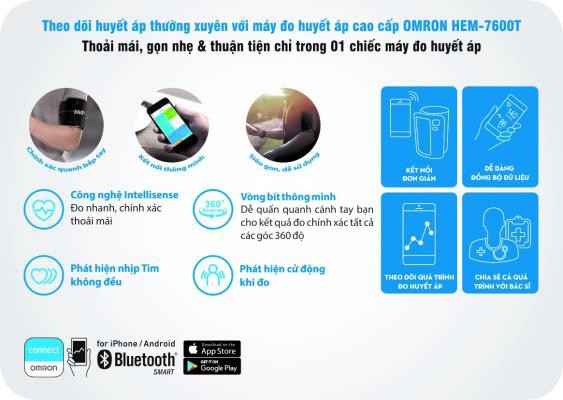 Theo dõi huyết áp thường xuyên với máy đo huyết áp cao cấp OMRON HEM-7600T
Thoải mái, gọn nhẹ & thuận tiện chỉ trong 01 chiếc máy đo huyết áp
360°
Chính xác quanh bắp tay
Kết nối thông minh
Siêu gọn, dễ sử dụng
Công nghệ Intellisense
Đo nhanh, chính xác
thoải mái
360°
Accuracy
Vòng bít thông minh
Dễ quấn quanh cánh tay bạn
cho kết quả đo chính xác tất cả
các góc 360 độ
Phát hiện nhịp Tim
không đều
Phát hiện cử động
khi đo
KẾT NỐI
ĐƠN GIẢN
DỄ DÀNG
ĐỒNG BỘ DỮ LIỆU
THEO DÕI QUÁ TRÌNH
ĐO HUYẾT ÁP
CHIA SẺ CẢ QUÁ
TRÌNH VỚI BÁC SĨ
connect
OMRON
for iPhone / Android
Bluetooth®
SMART
Download on the
App Store
GET IT ON
Google Play